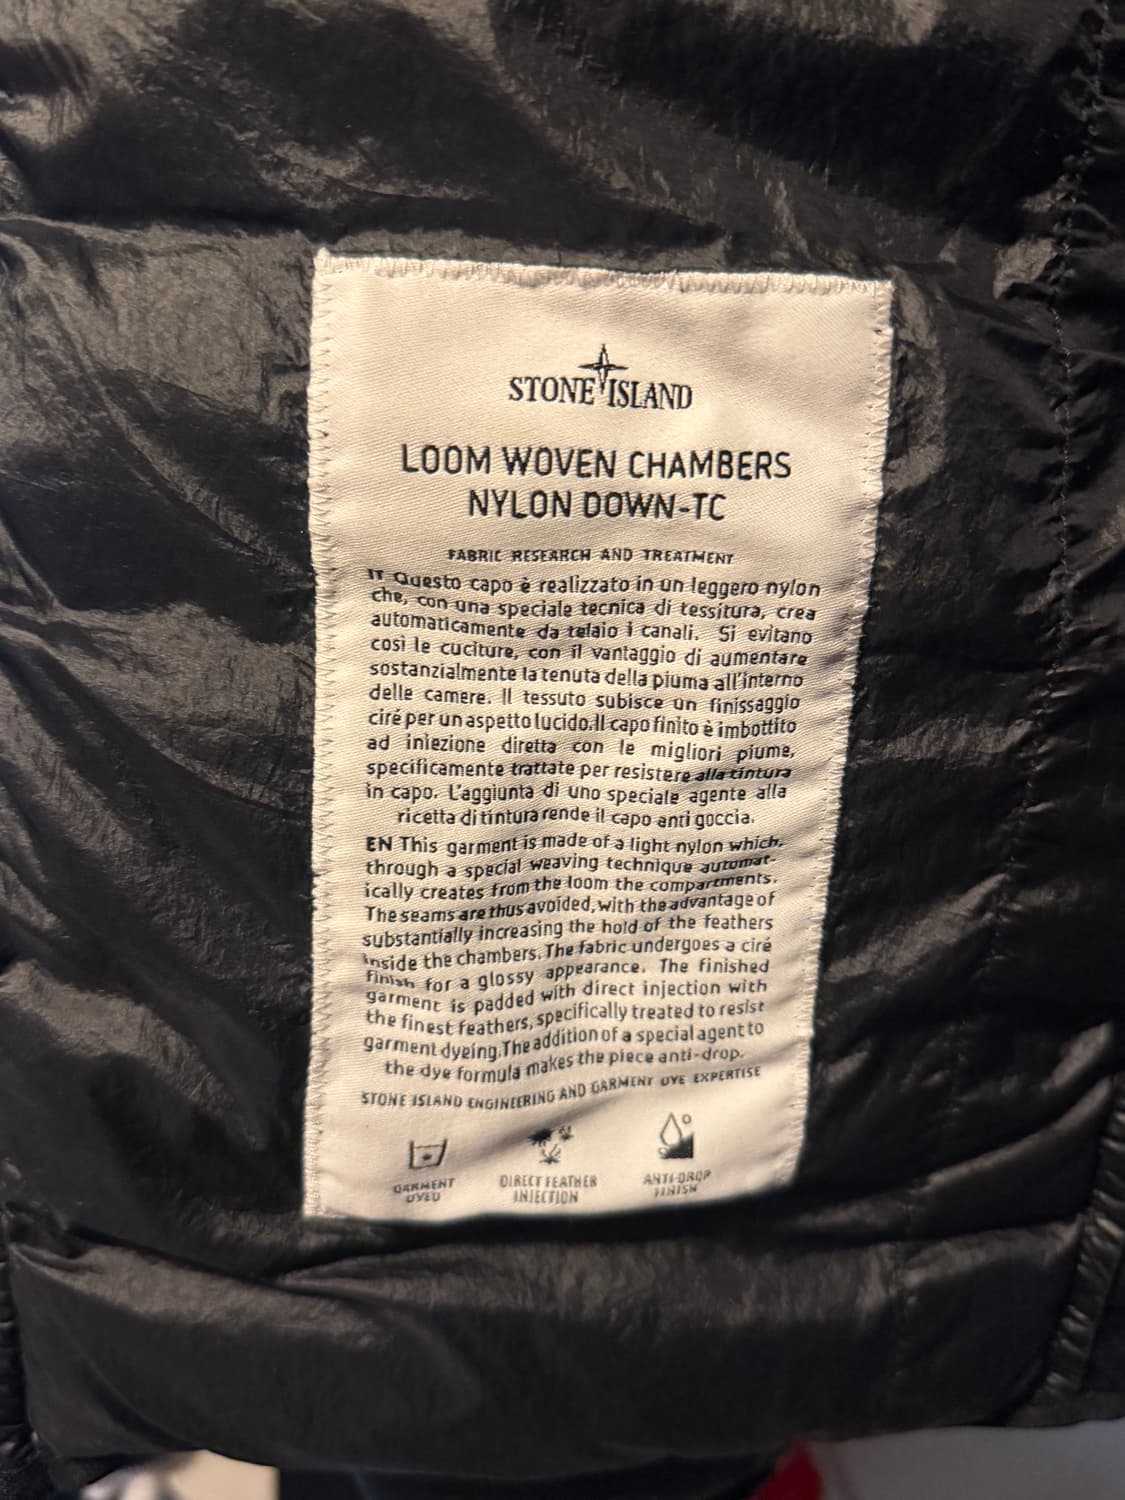 STONE ISLAND
LOOM WOVEN CHAMBERS
NYLON DOWN-TC
FABRIC RESEARCH AND TREATMENT
IT Questo capo è realizzato in un leggero nylon
che, con una speciale tecnica di tessitura, crea
automaticamente da telaio i canali. Si evitano
così le cuciture, con il vantaggio di aumentare
sostanzialmente la tenuta della piuma all'interno
delle camere. Il tessuto subisce un finissaggio
ciré per un aspetto lucido. Il capo finito è imbottito
ad iniezione diretta con le migliori piume,
specificamente trattate per resistere alla tintura
in capo. L'aggiunta di uno speciale agente alla
ricetta di tintura rende il capo anti goccia.
EN This garment is made of a light nylon which,
through a special weaving technique automat-
ically creates from the loom the compartments.
The seams are thus avoided, with the advantage of
substantially increasing the hold of the feathers
inside the chambers. The fabric undergoes a ciré
finish for a glossy appearance. The finished
garment is padded with direct injection with
the finest feathers, specifically treated to resist
garment dyeing. The addition of a special agent to
the dye formula makes the piece anti-drop.
STONE ISLAND ENGINEERING AND GARMENT DYE EXPERTISE
GARMENT DYED
DIRECT FEATHER INJECTION
ANTI-DROP FINISH